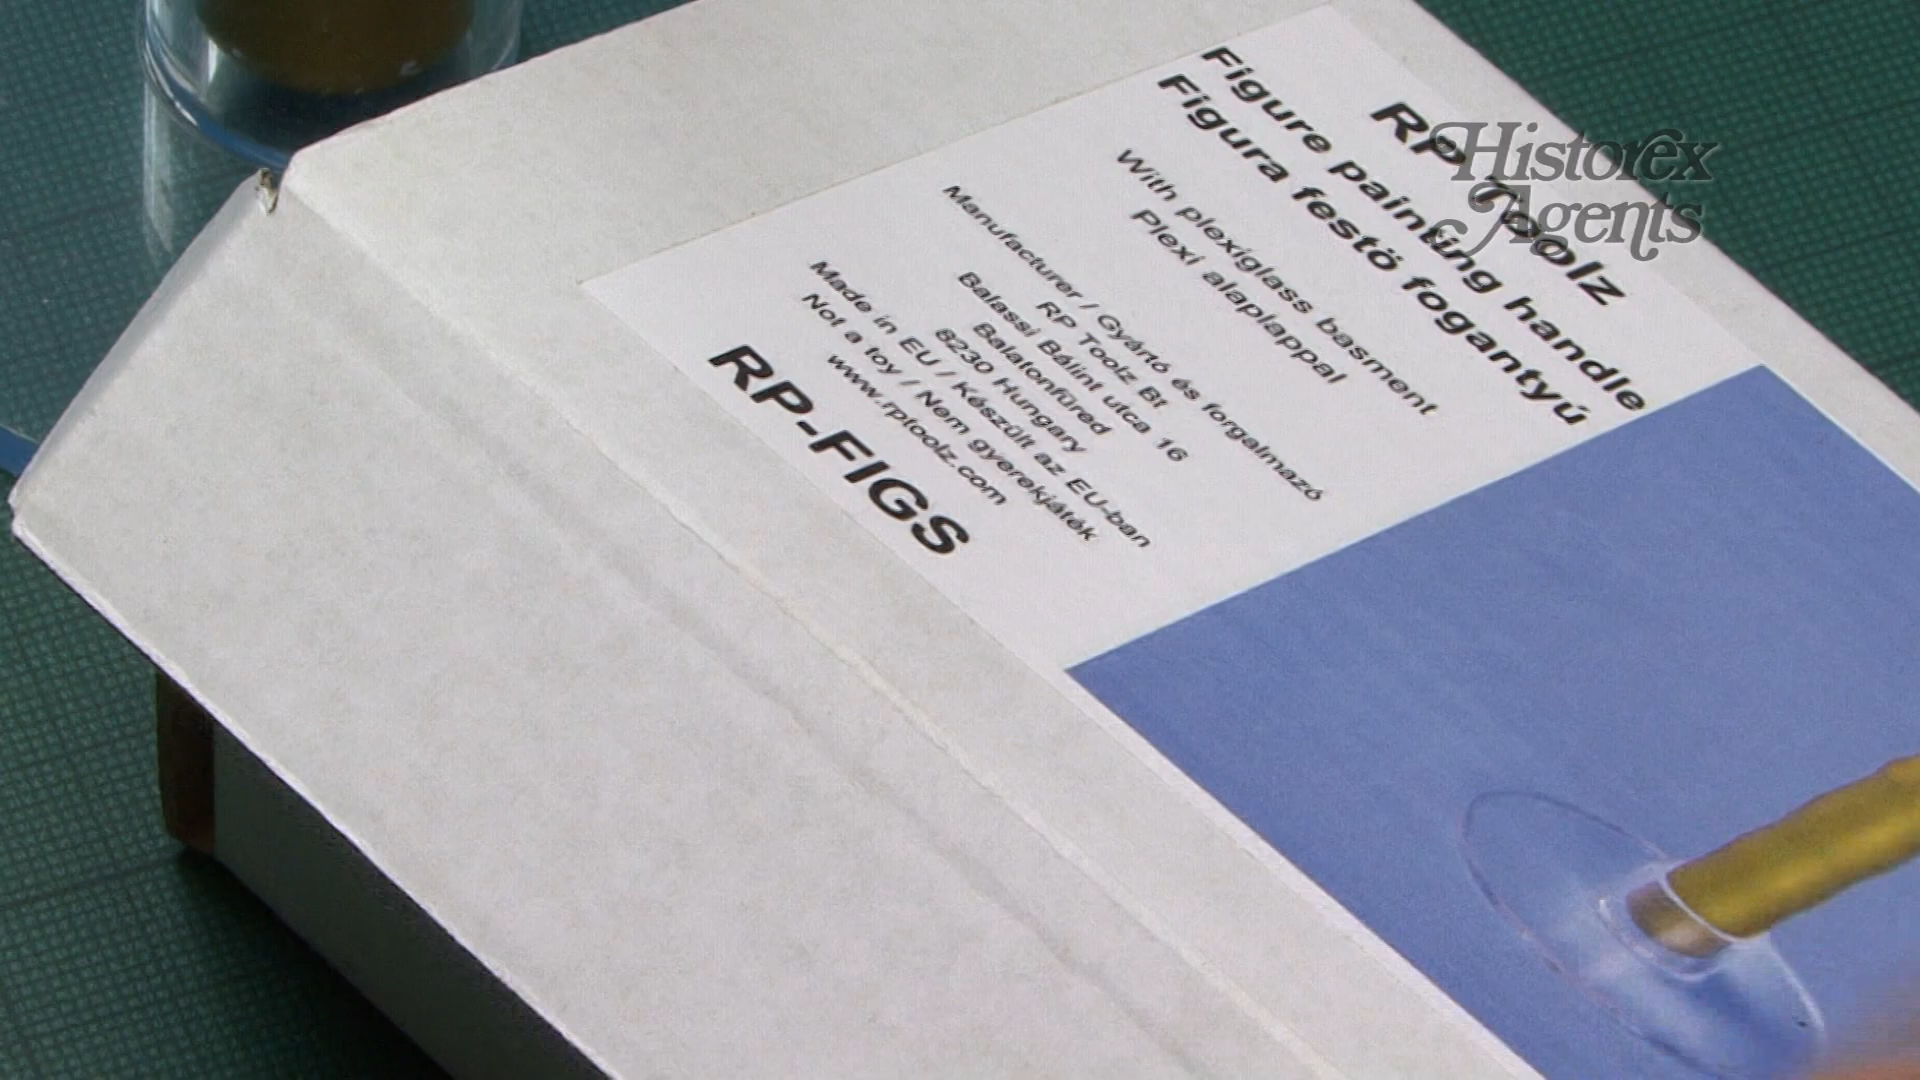 RP Toolz
Figure painting handle
Figura festö fogantyú
With plexiglass basment
Plexi alaplappal
Manufacturer / Gyártó és forgalmazó
RP Toolz Bt
Balassi Bálint utca 16
Balatonfüred
8230 Hungary
Made in EU / Készült az EU-ban
Not a toy / Nem gyerekjáték
www.rptoolz.com
RP-FIGS
Historex
Agents